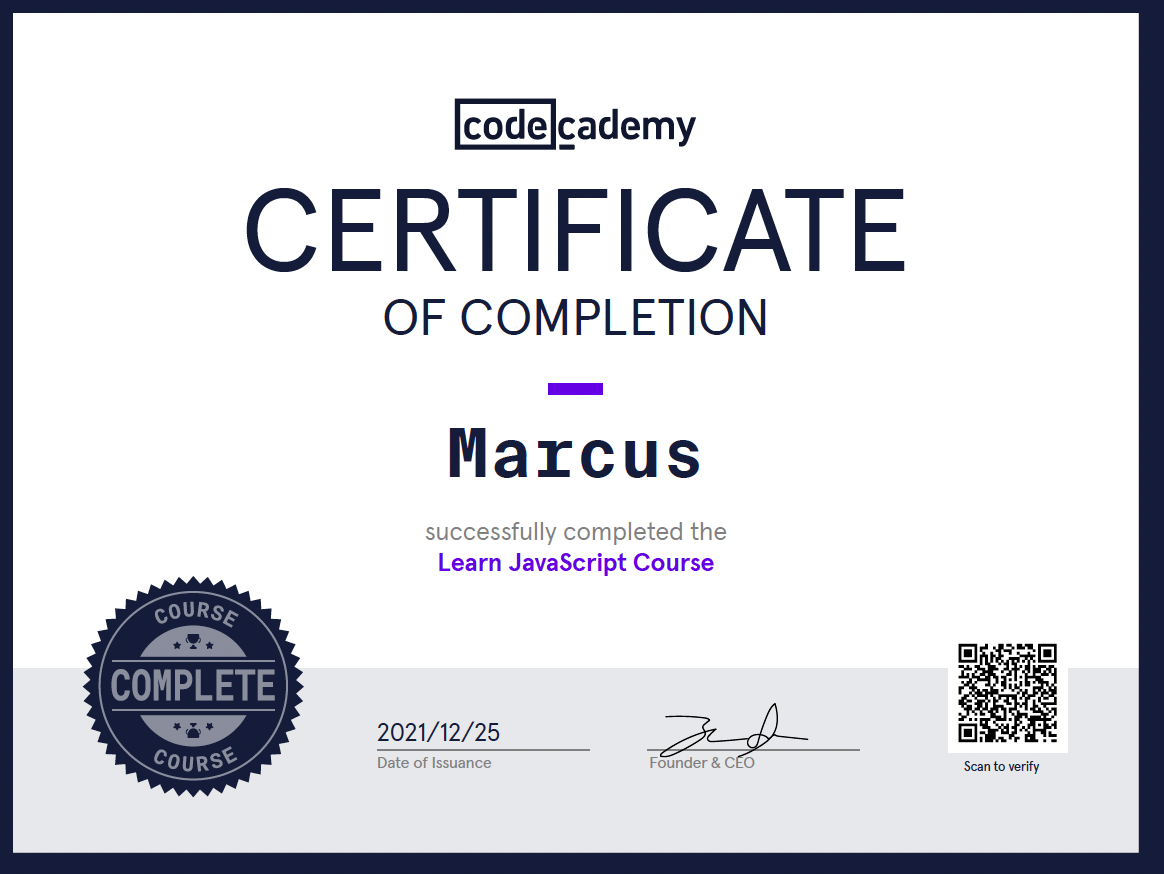 codecademy
CERTIFICATE
OF COMPLETION
Marcus
successfully completed the
Learn JavaScript Course
COURSE
COMPLETE
COURSE
2021/12/25
Date of Issuance
Founder & CEO
Scan to verify